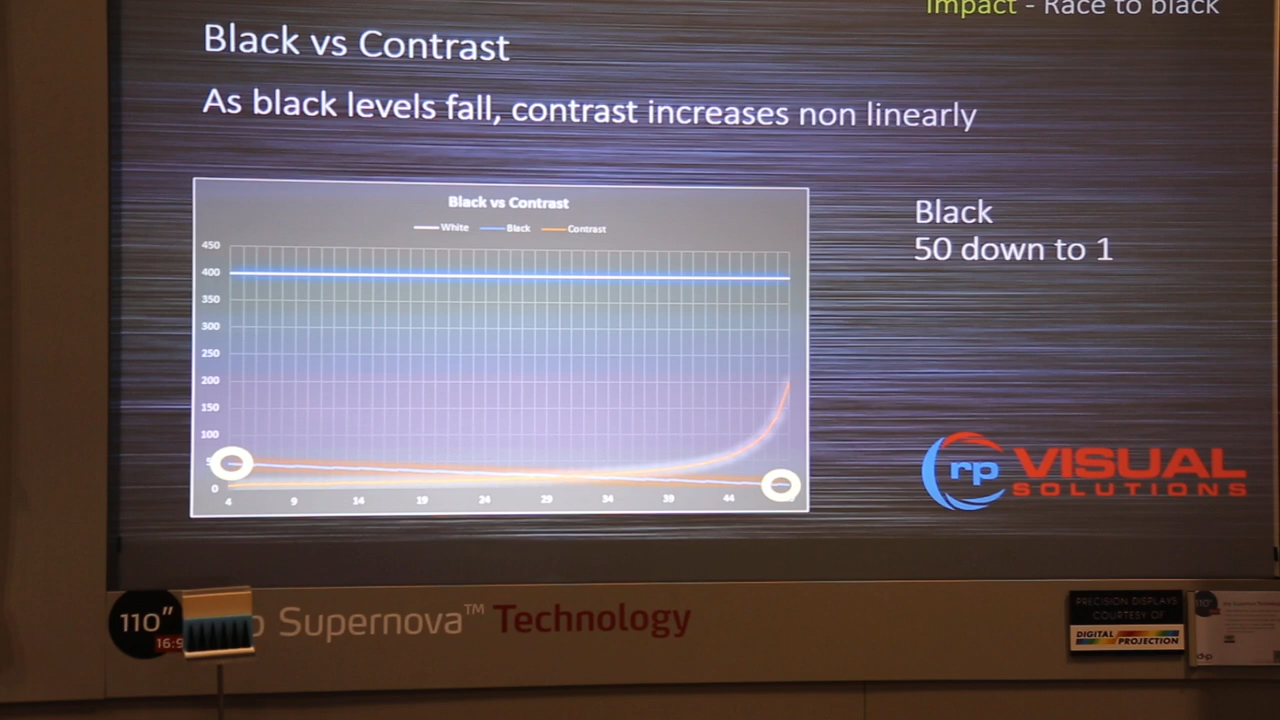 Impact - Race to black
Black vs Contrast
As black levels fall, contrast increases non linearly
Black vs Contrast
White Black Contrast
450
400
350
300
250
200
150
100
0
4 9 14 19 24 29 34 39 44
Black
50 down to 1
rp VISUAL
SOLUTIONS
110"
16:9
Supernova™ Technology
PRECISION DISPLAYS
COURTESY OF
DIGITAL
PROJECTION
110"
dnp